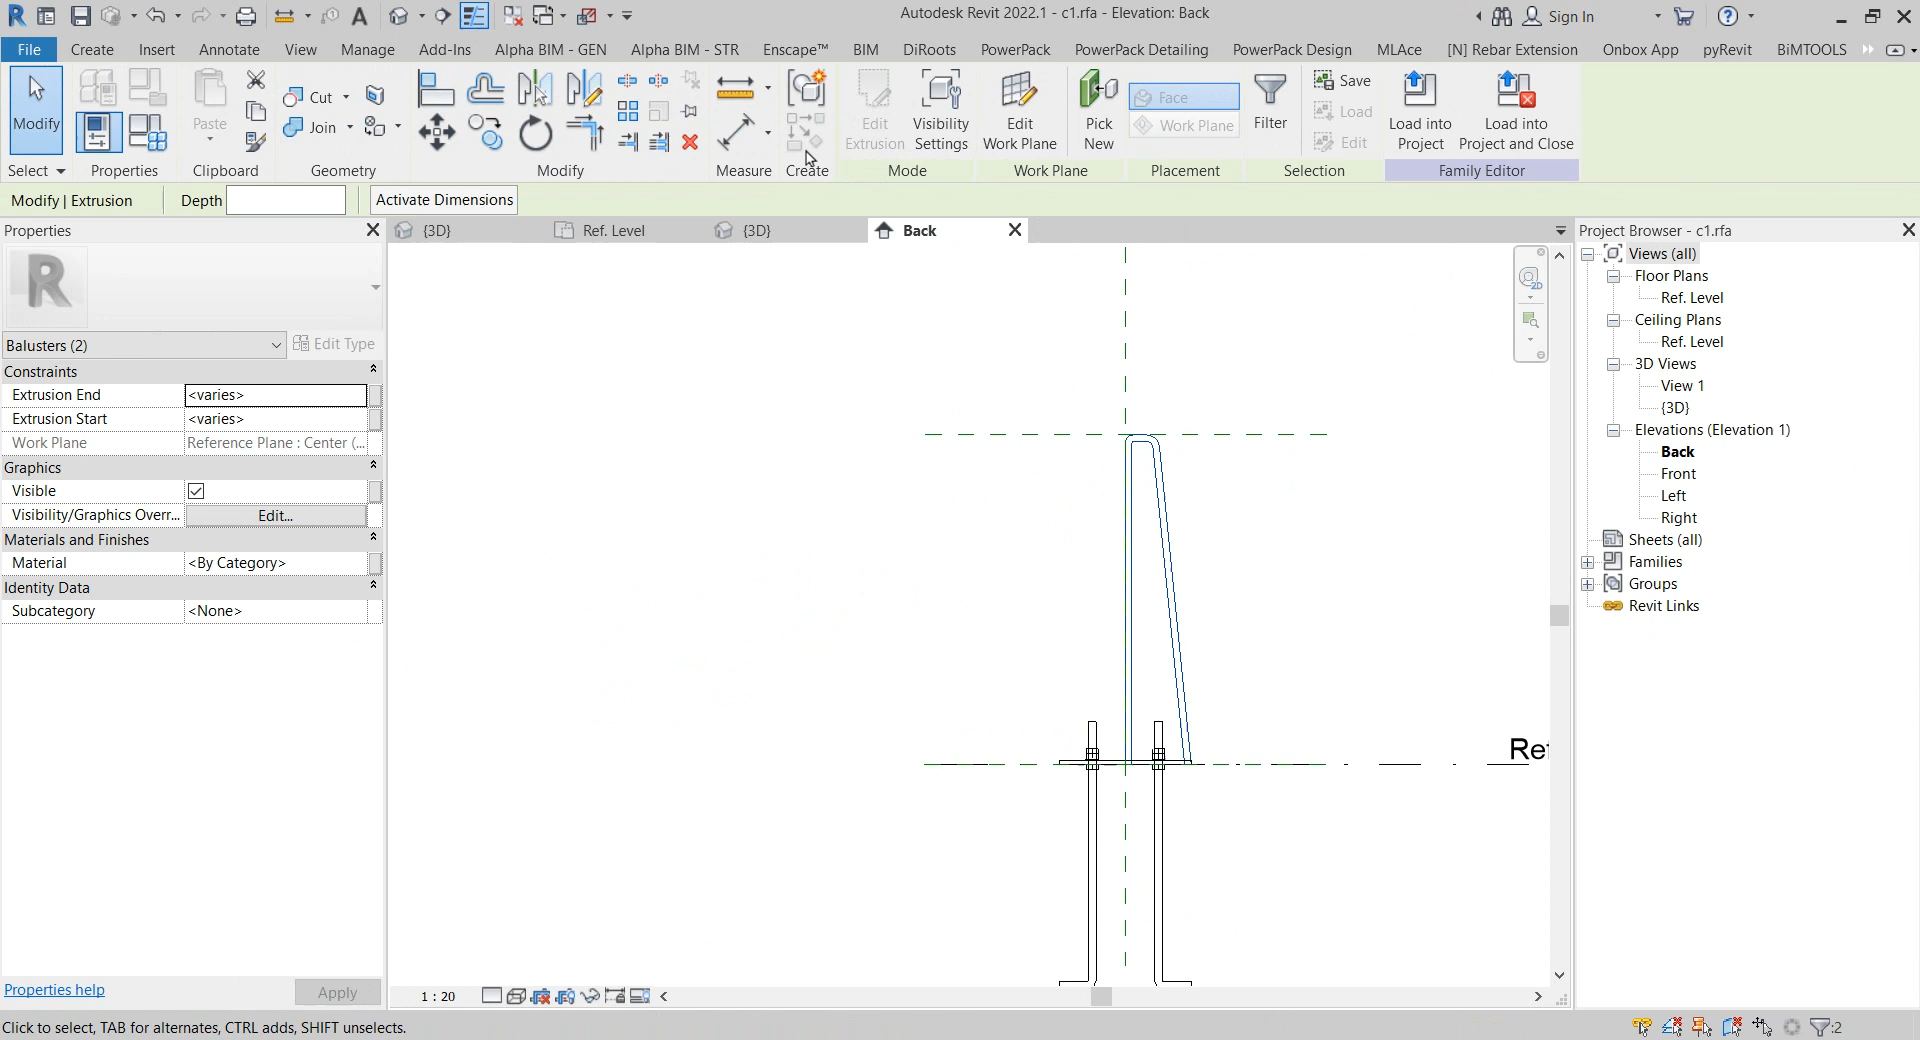 Autodesk Revit 2022.1 - c1.rfa - Elevation: Back
Sign In
File Create Insert Annotate View Manage Add-Ins Alpha BIM - GEN Alpha BIM - STR Enscape™ BIM DiRoots PowerPack PowerPack Detailing PowerPack Design MLAce [N] Rebar Extension Onbox App pyRevit BiMTOOLS
Modify
Paste
Cut
Join
Edit Extrusion
Visibility Settings
Edit Work Plane
Pick New
Face
Work Plane
Filter
Save
Load
Edit
Load into Project
Load into Project and Close
Select Properties Clipboard Geometry Modify Measure Create Mode Work Plane Placement Selection Family Editor
Modify | Extrusion Depth Activate Dimensions
Properties
{3D} Ref. Level {3D} Back
Project Browser - c1.rfa
Balusters (2) Edit Type
Constraints
Extrusion End <varies>
Extrusion Start <varies>
Work Plane Reference Plane : Center (...
Graphics
Visible
Visibility/Graphics Overr... Edit...
Materials and Finishes
Material <By Category>
Identity Data
Subcategory <None>
2D
Ref
Views (all)
Floor Plans
Ref. Level
Ceiling Plans
Ref. Level
3D Views
View 1
{3D}
Elevations (Elevation 1)
Back
Front
Left
Right
Sheets (all)
Families
Groups
Revit Links
Properties help Apply
1 : 20
Click to select, TAB for alternates, CTRL adds, SHIFT unselects.
:2